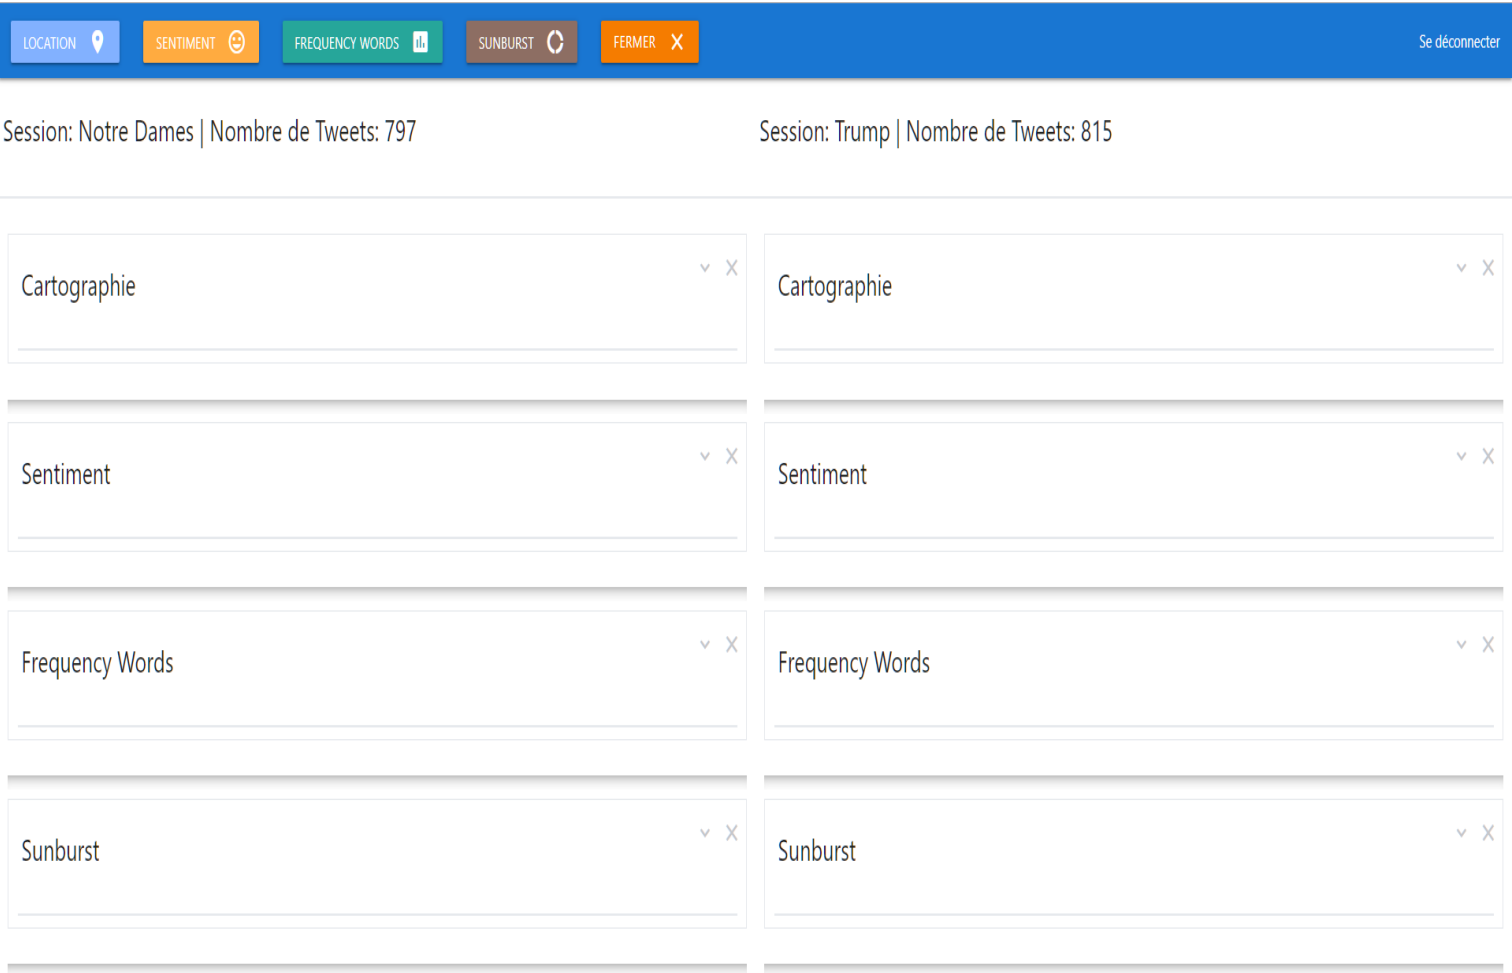 LOCATION
SENTIMENT
FREQUENCY WORDS
SUNBURST
FERMER X
Se déconnecter
Session: Notre Dames | Nombre de Tweets: 797
Session: Trump | Nombre de Tweets: 815
Cartographie
Cartographie
Sentiment
Sentiment
Frequency Words
Frequency Words
Sunburst
Sunburst